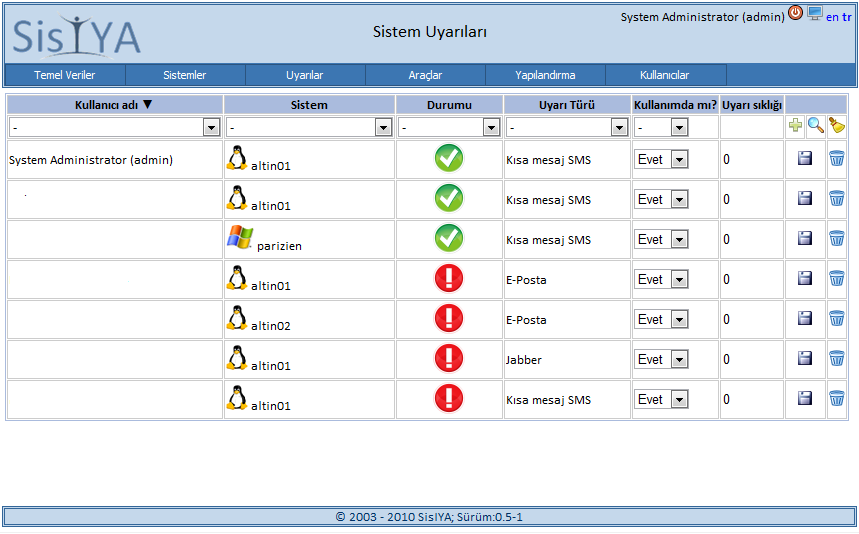 SisIYA
Sistem Uyarıları
System Administrator (admin) en tr
Temel Veriler Sistemler Uyarılar Araçlar Yapılandırma Kullanıcılar
Kullanıcı adı ▼ Sistem Durumu Uyarı Türü Kullanımda mı? Uyarı sıklığı
- - - - -
System Administrator (admin) altin01 Kısa mesaj SMS Evet 0
altin01 Kısa mesaj SMS Evet 0
parizien Kısa mesaj SMS Evet 0
altin01 E-Posta Evet 0
altin02 E-Posta Evet 0
altin01 Jabber Evet 0
altin01 Kısa mesaj SMS Evet 0
© 2003 - 2010 SisIYA; Sürüm:0.5-1